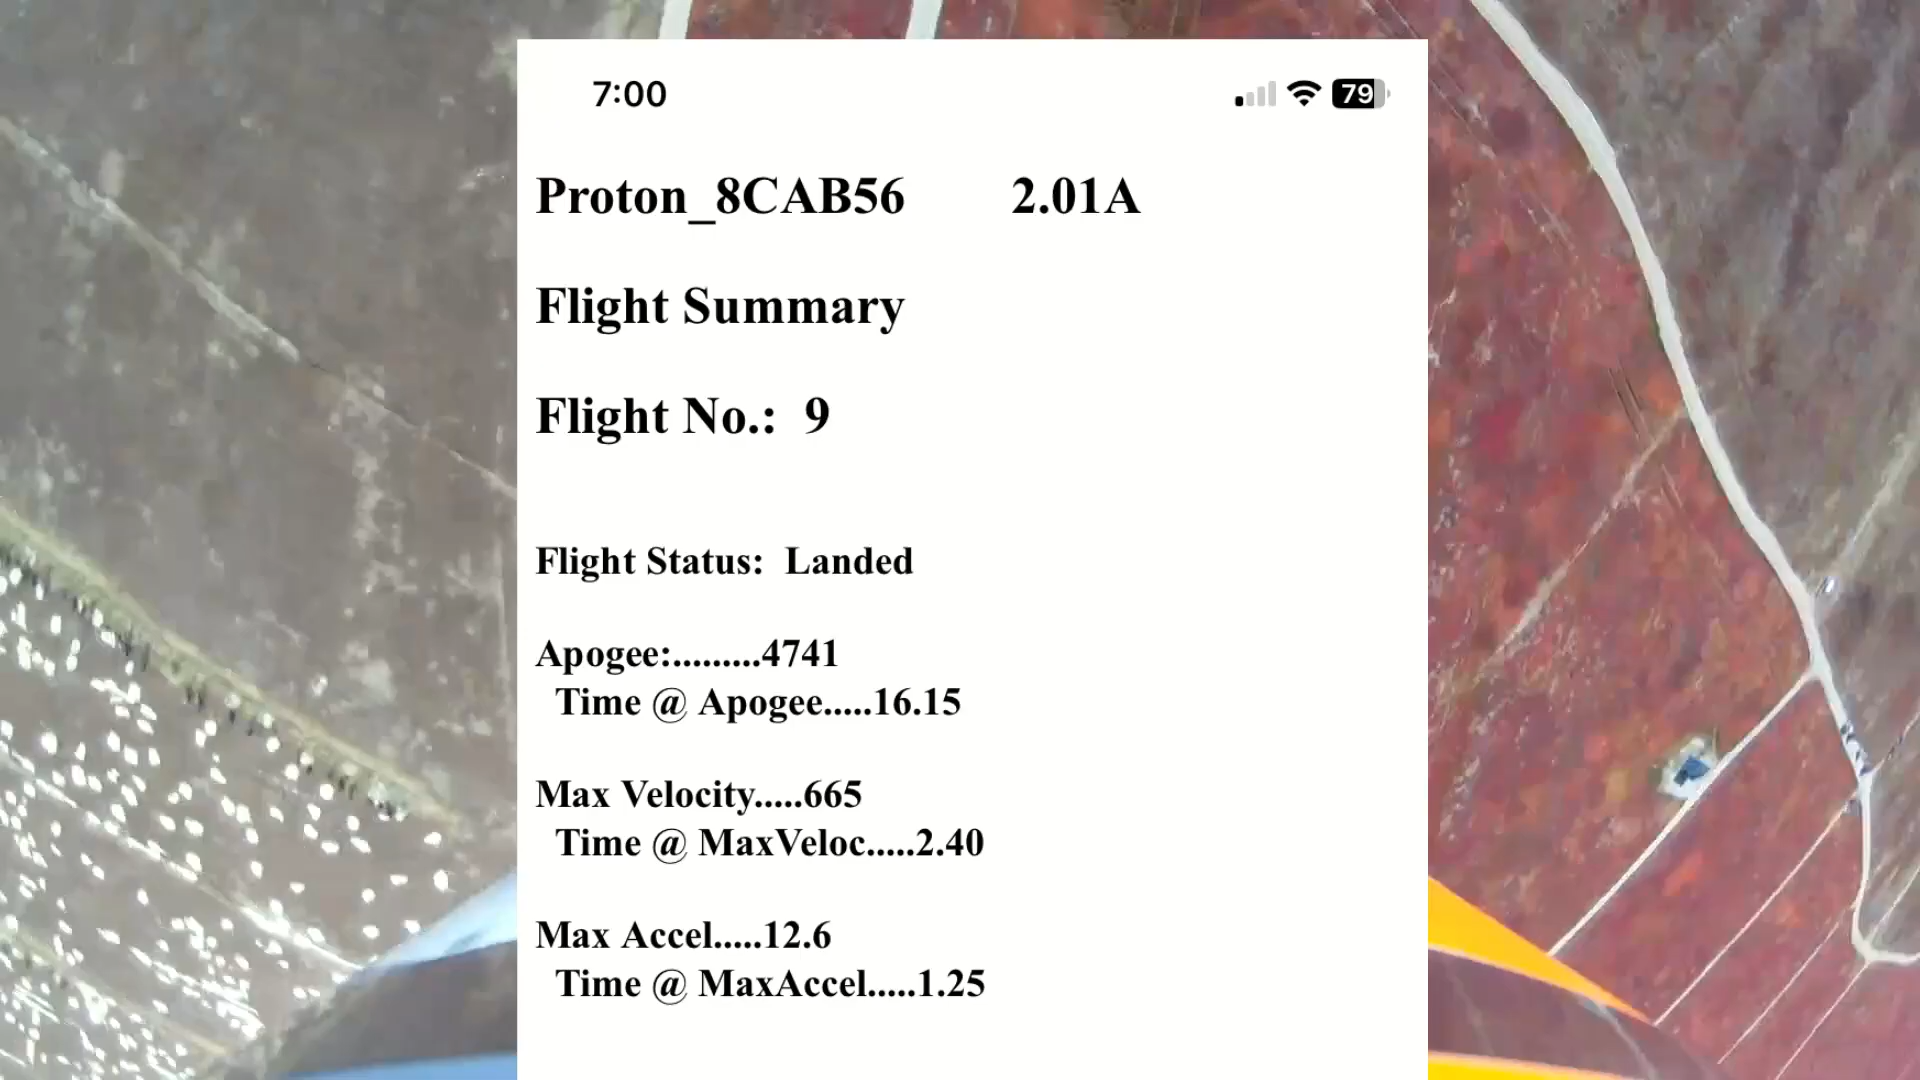 7:00 79
Proton_8CAB56 2.01A
Flight Summary
Flight No.: 9
Flight Status: Landed
Apogee:.........4741
Time @ Apogee.....16.15
Max Velocity.....665
Time @ MaxVeloc.....2.40
Max Accel.....12.6
Time @ MaxAccel.....1.25